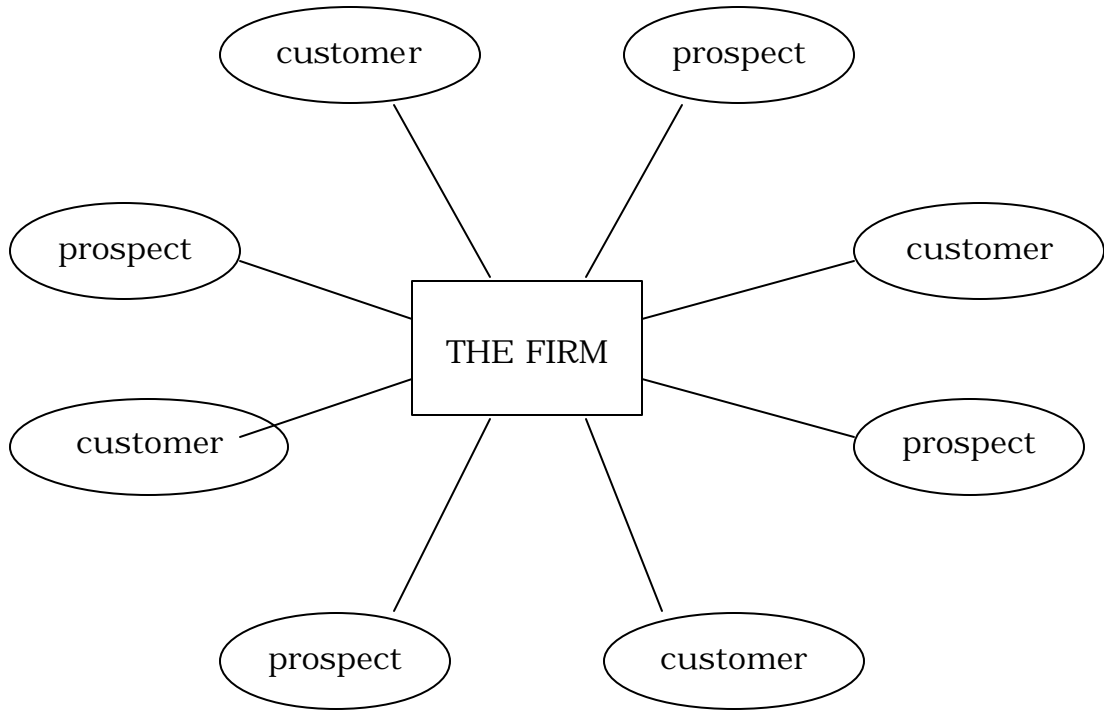 customer
prospect
prospect
customer
THE FIRM
customer
prospect
prospect
customer